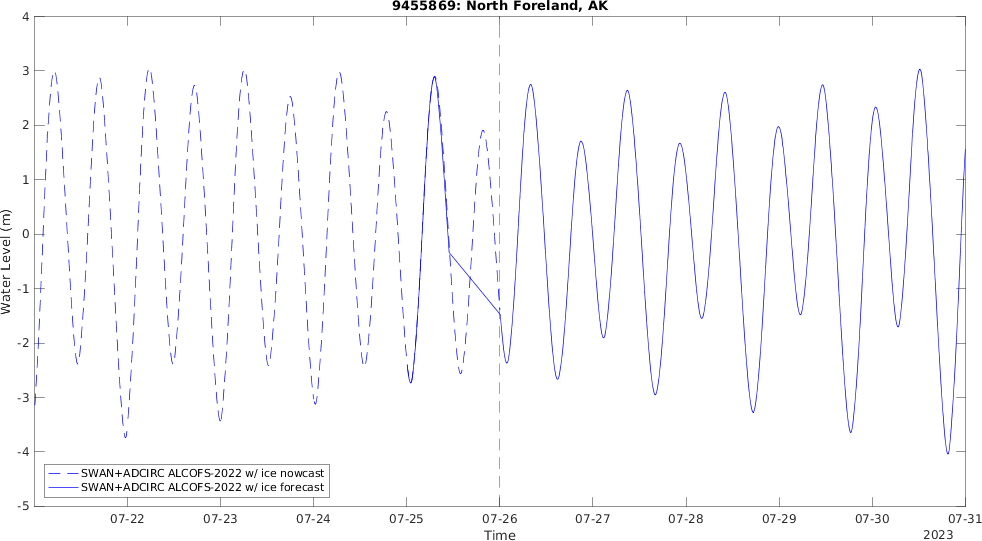 9455869: North Foreland, AK
4
3
2
1
0
-1
-2
-3
-4
-5
Water Level (m)
SWAN+ADCIRC ALCOFS-2022 w/ ice nowcast
SWAN+ADCIRC ALCOFS-2022 w/ ice forecast
07-22 07-23 07-24 07-25 07-26 07-27 07-28 07-29 07-30 07-31
Time 2023